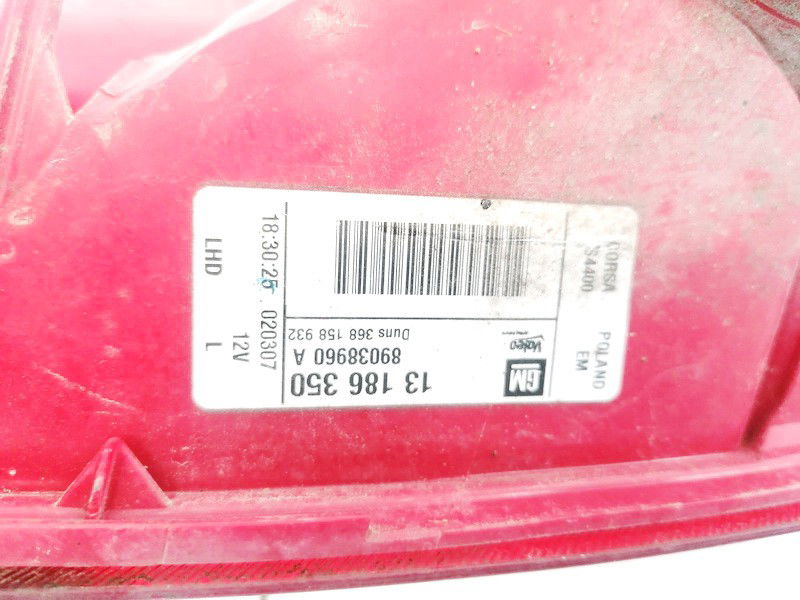 GM
Valeo
13 186 350
89038960 A
Duns 368 158 932
CORSA POLAND
S4400 EM
18:30:25 . 020307
12V
LHD L